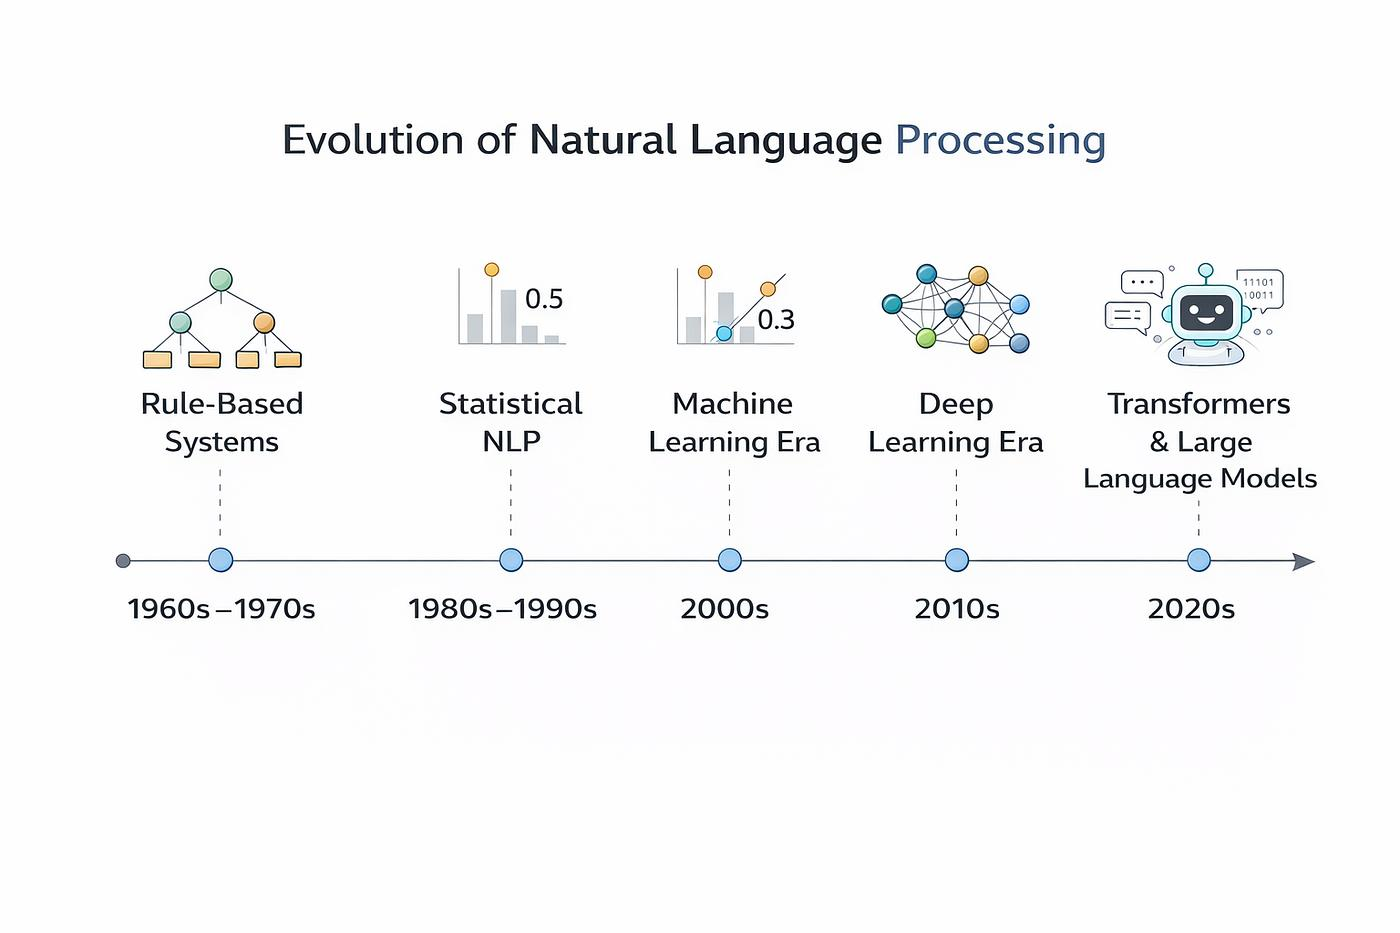 Evolution of Natural Language Processing
0.5
0.3
11101
10011
Rule-Based
Systems
Statistical
NLP
Machine
Learning Era
Deep
Learning Era
Transformers
& Large
Language Models
1960s–1970s
1980s–1990s
2000s
2010s
2020s